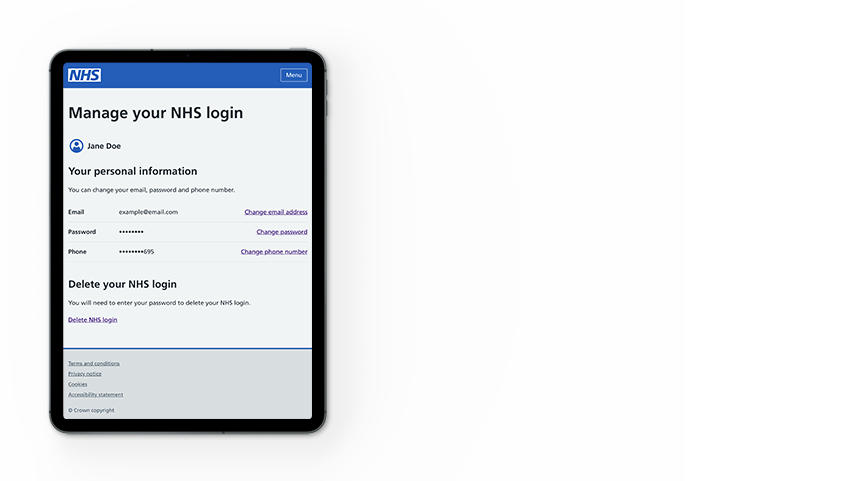 NHS
Menu
Manage your NHS login
Jane Doe
Your personal information
You can change your email, password and phone number.
Email example@email.com Change email address
Password •••••••• Change password
Phone ••••••••695 Change phone number
Delete your NHS login
You will need to enter your password to delete your NHS login.
Delete NHS login
Terms and conditions
Privacy notice
Cookies
Accessibility statement
© Crown copyright